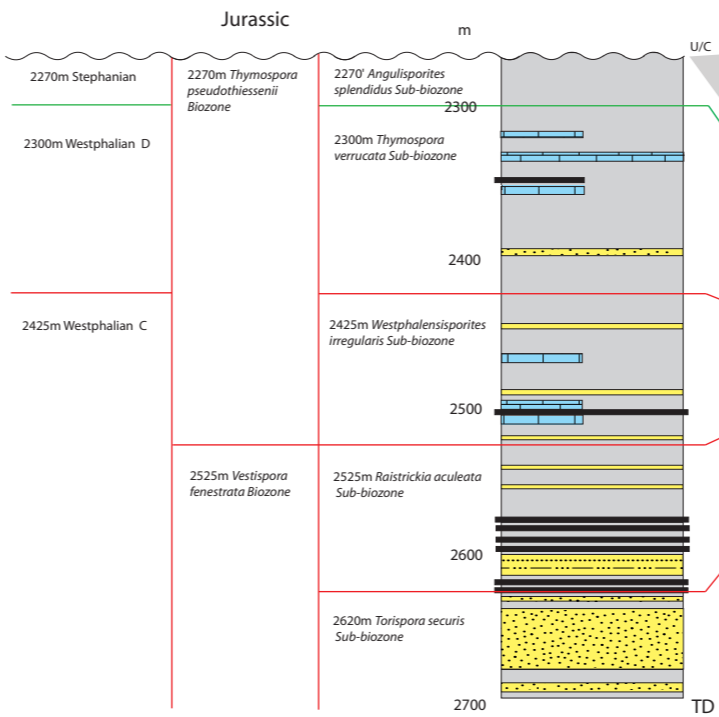 Jurassic
m
U/C
2270m Stephanian
2270m Thymospora
pseudothiessenii
Biozone
2270' Angulisporites
splendidus Sub-biozone
2300
2300m Westphalian D
2300m Thymospora
verrucata Sub-biozone
2400
2425m Westphalian C
2425m Westphalensisporites
irregularis Sub-biozone
2500
2525m Vestispora
fenestrata Biozone
2525m Raistrickia aculeata
Sub-biozone
2600
2620m Torispora securis
Sub-biozone
2700
TD